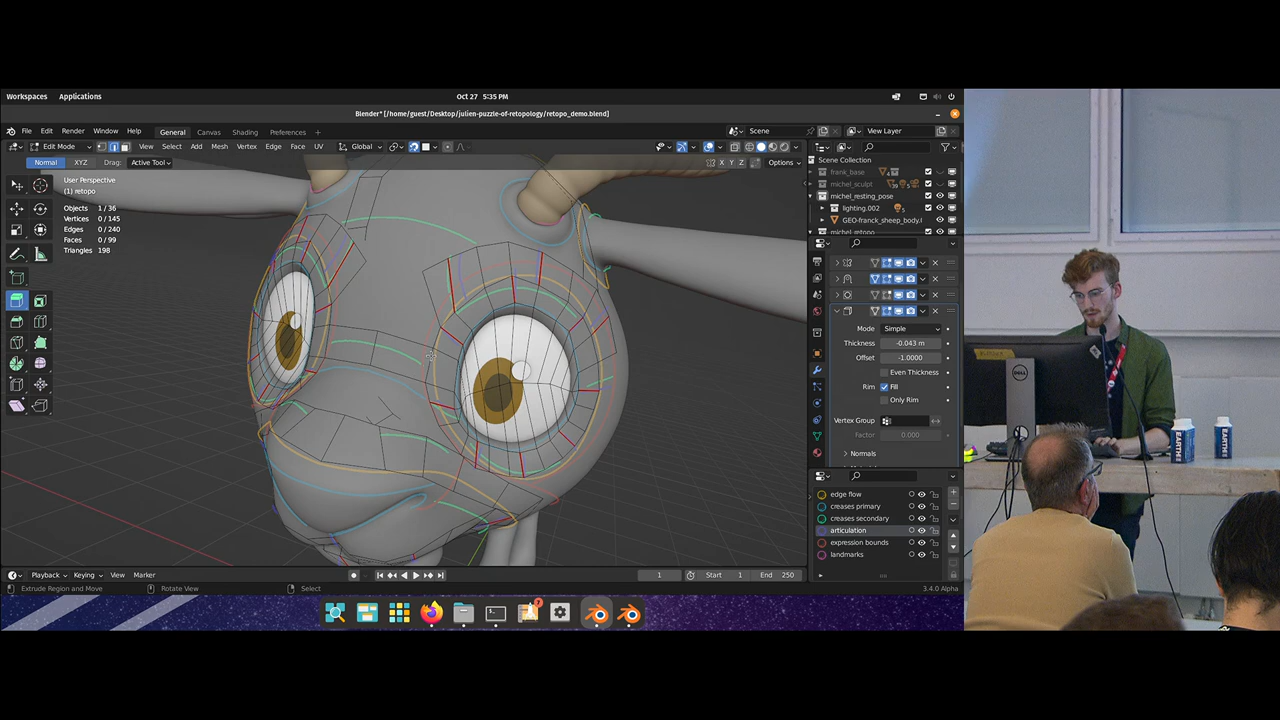 Workspaces Applications Oct 27 5:35 PM
Blender* [/home/guest/Desktop/julien-puzzle-of-retopology/retopo_demo.blend]
File Edit Render Window Help General Canvas Shading Preferences + Scene View Layer
Edit Mode View Select Add Mesh Vertex Edge Face UV Global
Normal XYZ Drag: Active Tool X Y Z Options
User Perspective
(1) retopo
Objects 1/36
Vertices 0/145
Edges 0/240
Faces 0/99
Triangles 198
Scene Collection
frank_base
michel_sculpt
michel_resting_pose
lighting.002
GEO-franck_sheep_body.
michel_retopo
Mode Simple
Thickness -0.043 m
Offset -1.0000
Even Thickness
Rim Fill
Only Rim
Vertex Group
Factor 0.000
Normals
edge flow
creases primary
creases secondary
articulation
expression bounds
landmarks
Playback Keying View Marker 1 Start 1 End 250
Extrude Region and Move Rotate View Select 3.4.0 Alpha
DELL
EARTH